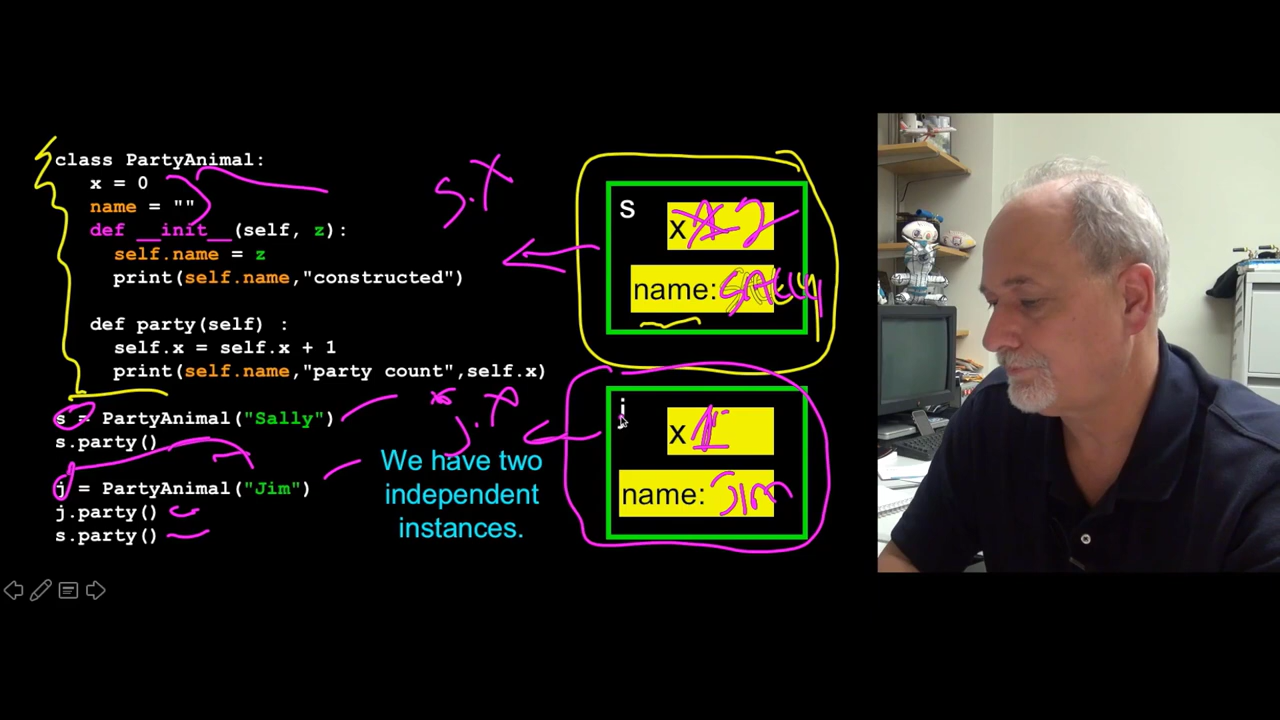 class PartyAnimal:
x = 0
name = ""
def __init__(self, z):
self.name = z
print(self.name,"constructed")
def party(self) :
self.x = self.x + 1
print(self.name,"party count",self.x)
s = PartyAnimal("Sally")
s.party()
j = PartyAnimal("Jim")
j.party()
s.party()
s.x
j.x
We have two
independent
instances.
S
x 2
name: Sally
j
x 1
name: Jim